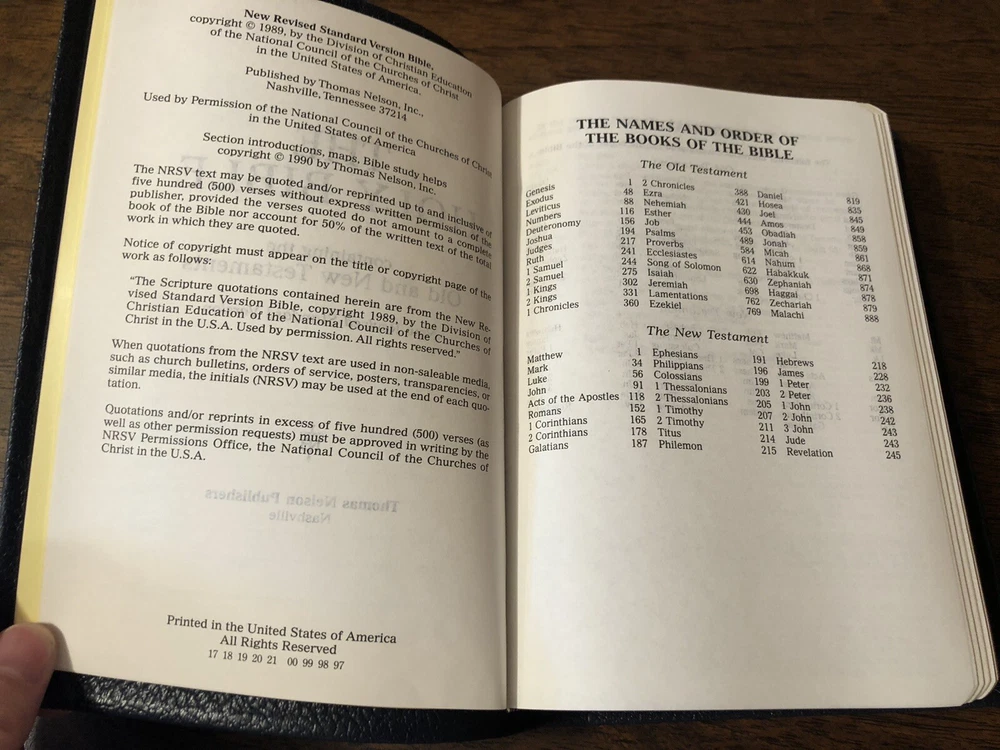 New Revised Standard Version Bible,
copyright © 1989, by the Division of Christian Education
of the National Council of the Churches of Christ
in the United States of America.
Published by Thomas Nelson, Inc.,
Nashville, Tennessee 37214
Used by Permission of the National Council of the Churches of Christ
in the United States of America
Section introductions, maps, Bible study helps
copyright © 1990 by Thomas Nelson, Inc.
The NRSV text may be quoted and/or reprinted up to and inclusive of
five hundred (500) verses without express written permission of the
publisher, provided the verses quoted do not amount to a complete
book of the Bible nor account for 50% of the written text of the total
work in which they are quoted.
Notice of copyright must appear on the title or copyright page of the
work as follows:
"The Scripture quotations contained herein are from the New Re-
vised Standard Version Bible, copyright 1989, by the Division of
Christian Education of the National Council of the Churches of
Christ in the U.S.A. Used by permission. All rights reserved."
When quotations from the NRSV text are used in non-saleable media,
such as church bulletins, orders of service, posters, transparencies, or
similar media, the initials (NRSV) may be used at the end of each quo-
tation.
Quotations and/or reprints in excess of five hundred (500) verses (as
well as other permission requests) must be approved in writing by the
NRSV Permissions Office, the National Council of the Churches of
Christ in the U.S.A.
Printed in the United States of America
All Rights Reserved
17 18 19 20 21 00 99 98 97
THE NAMES AND ORDER OF
THE BOOKS OF THE BIBLE
The Old Testament
Genesis 1 2 Chronicles 388 Daniel 819
Exodus 48 Ezra 421 Hosea 835
Leviticus 88 Nehemiah 430 Joel 845
Numbers 116 Esther 444 Amos 849
Deuteronomy 156 Job 453 Obadiah 858
Joshua 194 Psalms 489 Jonah 859
Judges 217 Proverbs 584 Micah 861
Ruth 241 Ecclesiastes 614 Nahum 868
1 Samuel 244 Song of Solomon 622 Habakkuk 871
2 Samuel 275 Isaiah 630 Zephaniah 874
1 Kings 302 Jeremiah 698 Haggai 878
2 Kings 331 Lamentations 762 Zechariah 879
1 Chronicles 360 Ezekiel 769 Malachi 888
The New Testament
Matthew 1 Ephesians 191 Hebrews 218
Mark 34 Philippians 196 James 228
Luke 56 Colossians 199 1 Peter 232
John 91 1 Thessalonians 203 2 Peter 236
Acts of the Apostles 118 2 Thessalonians 205 1 John 238
Romans 152 1 Timothy 207 2 John 242
1 Corinthians 165 2 Timothy 211 3 John 243
2 Corinthians 178 Titus 214 Jude 243
Galatians 187 Philemon 215 Revelation 245